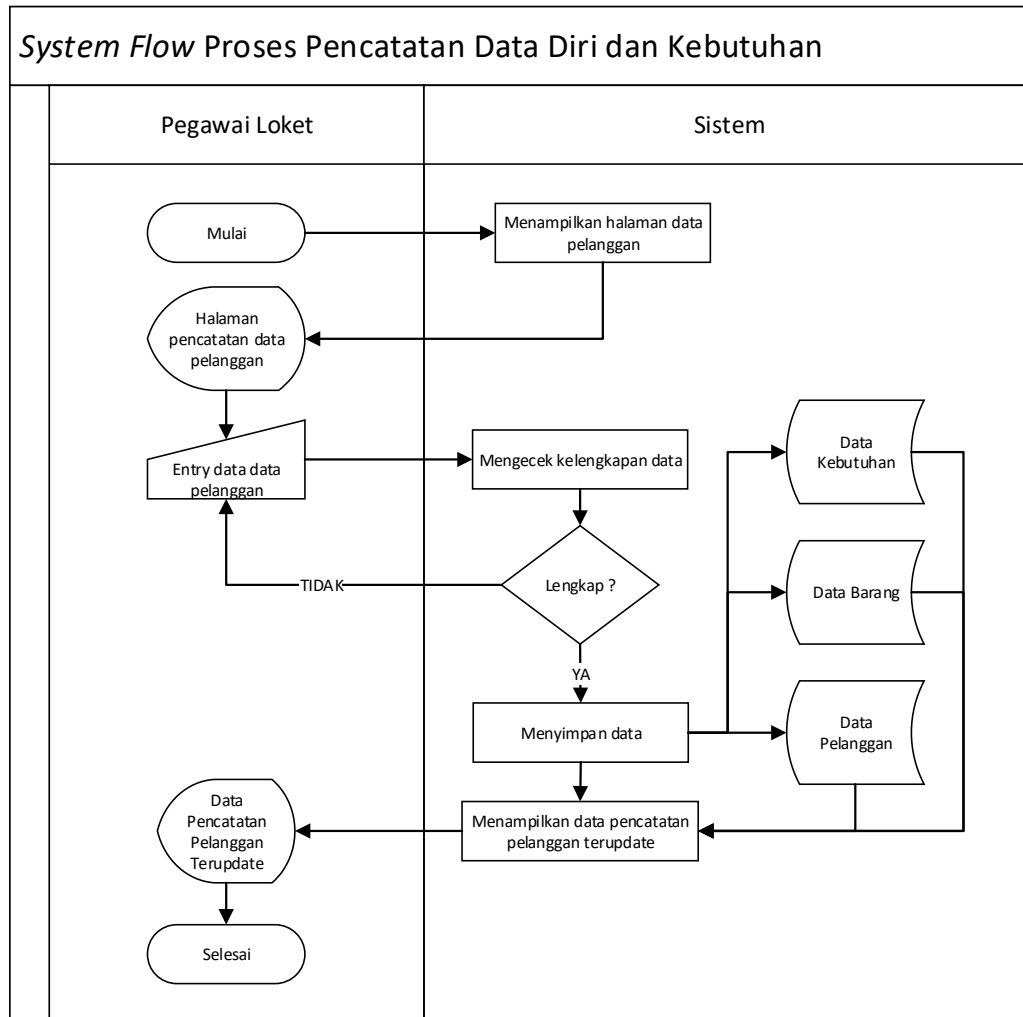 System Flow Proses Pencatatan Data Diri dan Kebutuhan
Pegawai Loket
Sistem
Mulai
Menampilkan halaman data
pelanggan
Halaman
pencatatan data
pelanggan
Entry data data
pelanggan
Mengecek kelengkapan data
Data
Kebutuhan
TIDAK
Lengkap ?
Data Barang
YA
Menyimpan data
Data
Pelanggan
Data
Pencatatan
Pelanggan
Terupdate
Menampilkan data pencatatan
pelanggan terupdate
Selesai